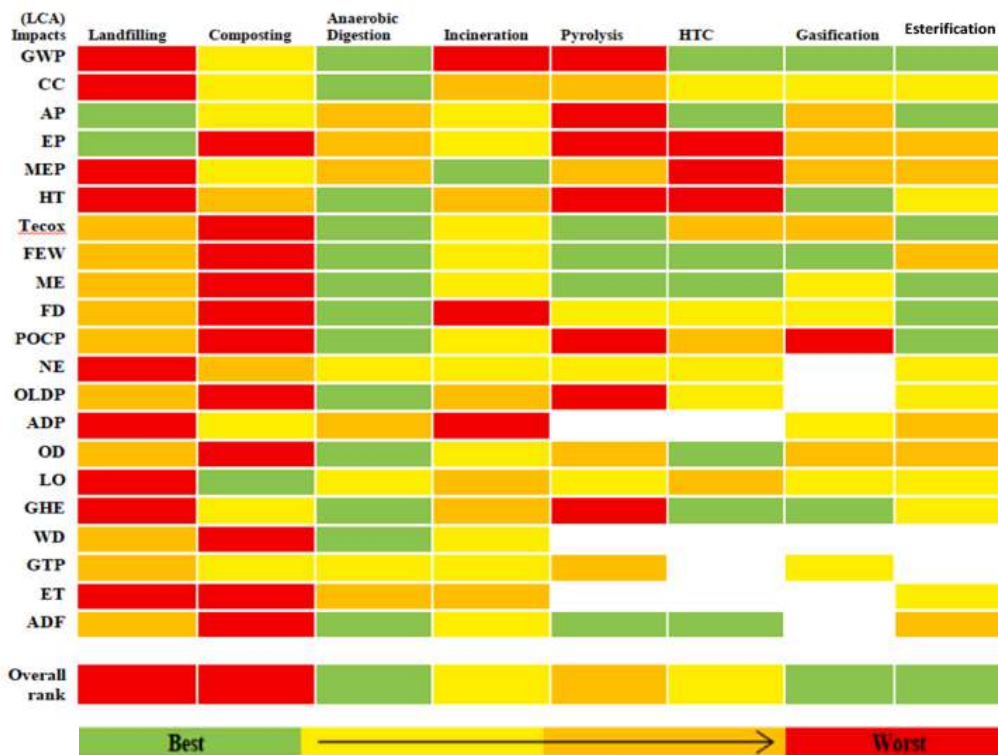 (LCA)
Impacts Landfilling Composting Anaerobic Digestion Incineration Pyrolysis HTC Gasification Esterification
GWP
CC
AP
EP
MEP
HT
Tecox
FEW
ME
FD
POCP
NE
OLDP
ADP
OD
LO
GHE
WD
GTP
ET
ADF
Overall
rank
Best Worst